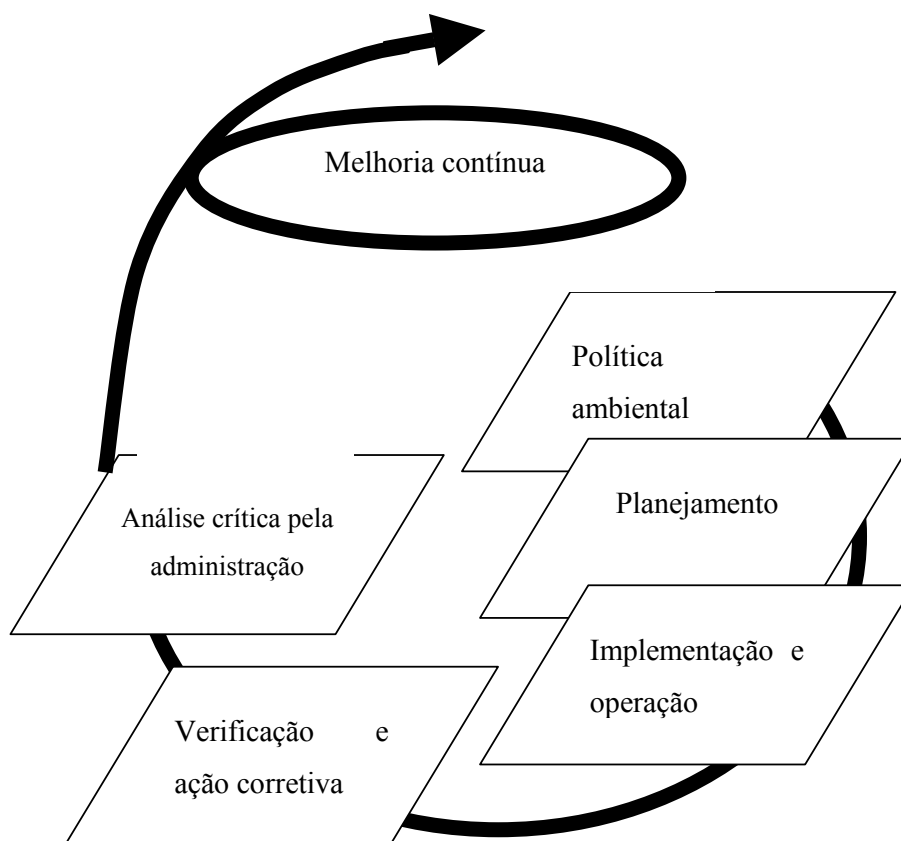 Melhoria contínua
Política
ambiental
Planejamento
Implementação e
operação
Verificação e
ação corretiva
Análise crítica pela
administração